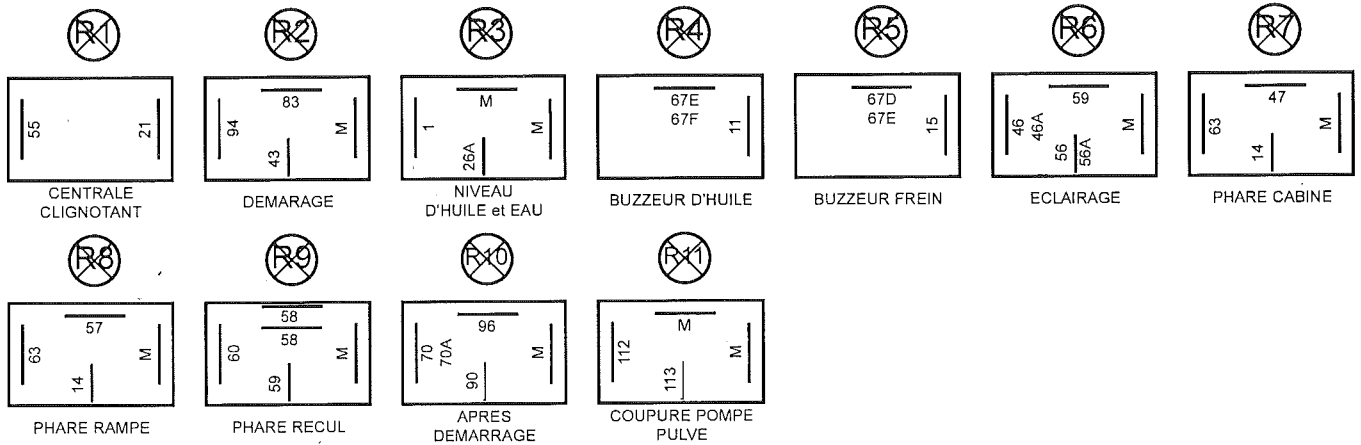 R1 R2 R3 R4 R5 R6 R7
55 21
94 83 43 M
1 M 26A M
67E
67F
11
67D
67E
15
46 46A 59 56 56A M
63 47 14 M
CENTRALE
CLIGNOTANT
DEMARAGE
NIVEAU
D'HUILE et EAU
BUZZEUR D'HUILE
BUZZEUR FREIN
ECLAIRAGE
PHARE CABINE
R8 R9 R10 R11
63 57 14 M
60 58
58
59 M
70 70A 96 90 M
112 M 113 M
PHARE RAMPE
PHARE RECUL
APRES
DEMARRAGE
COUPURE POMPE
PULVE